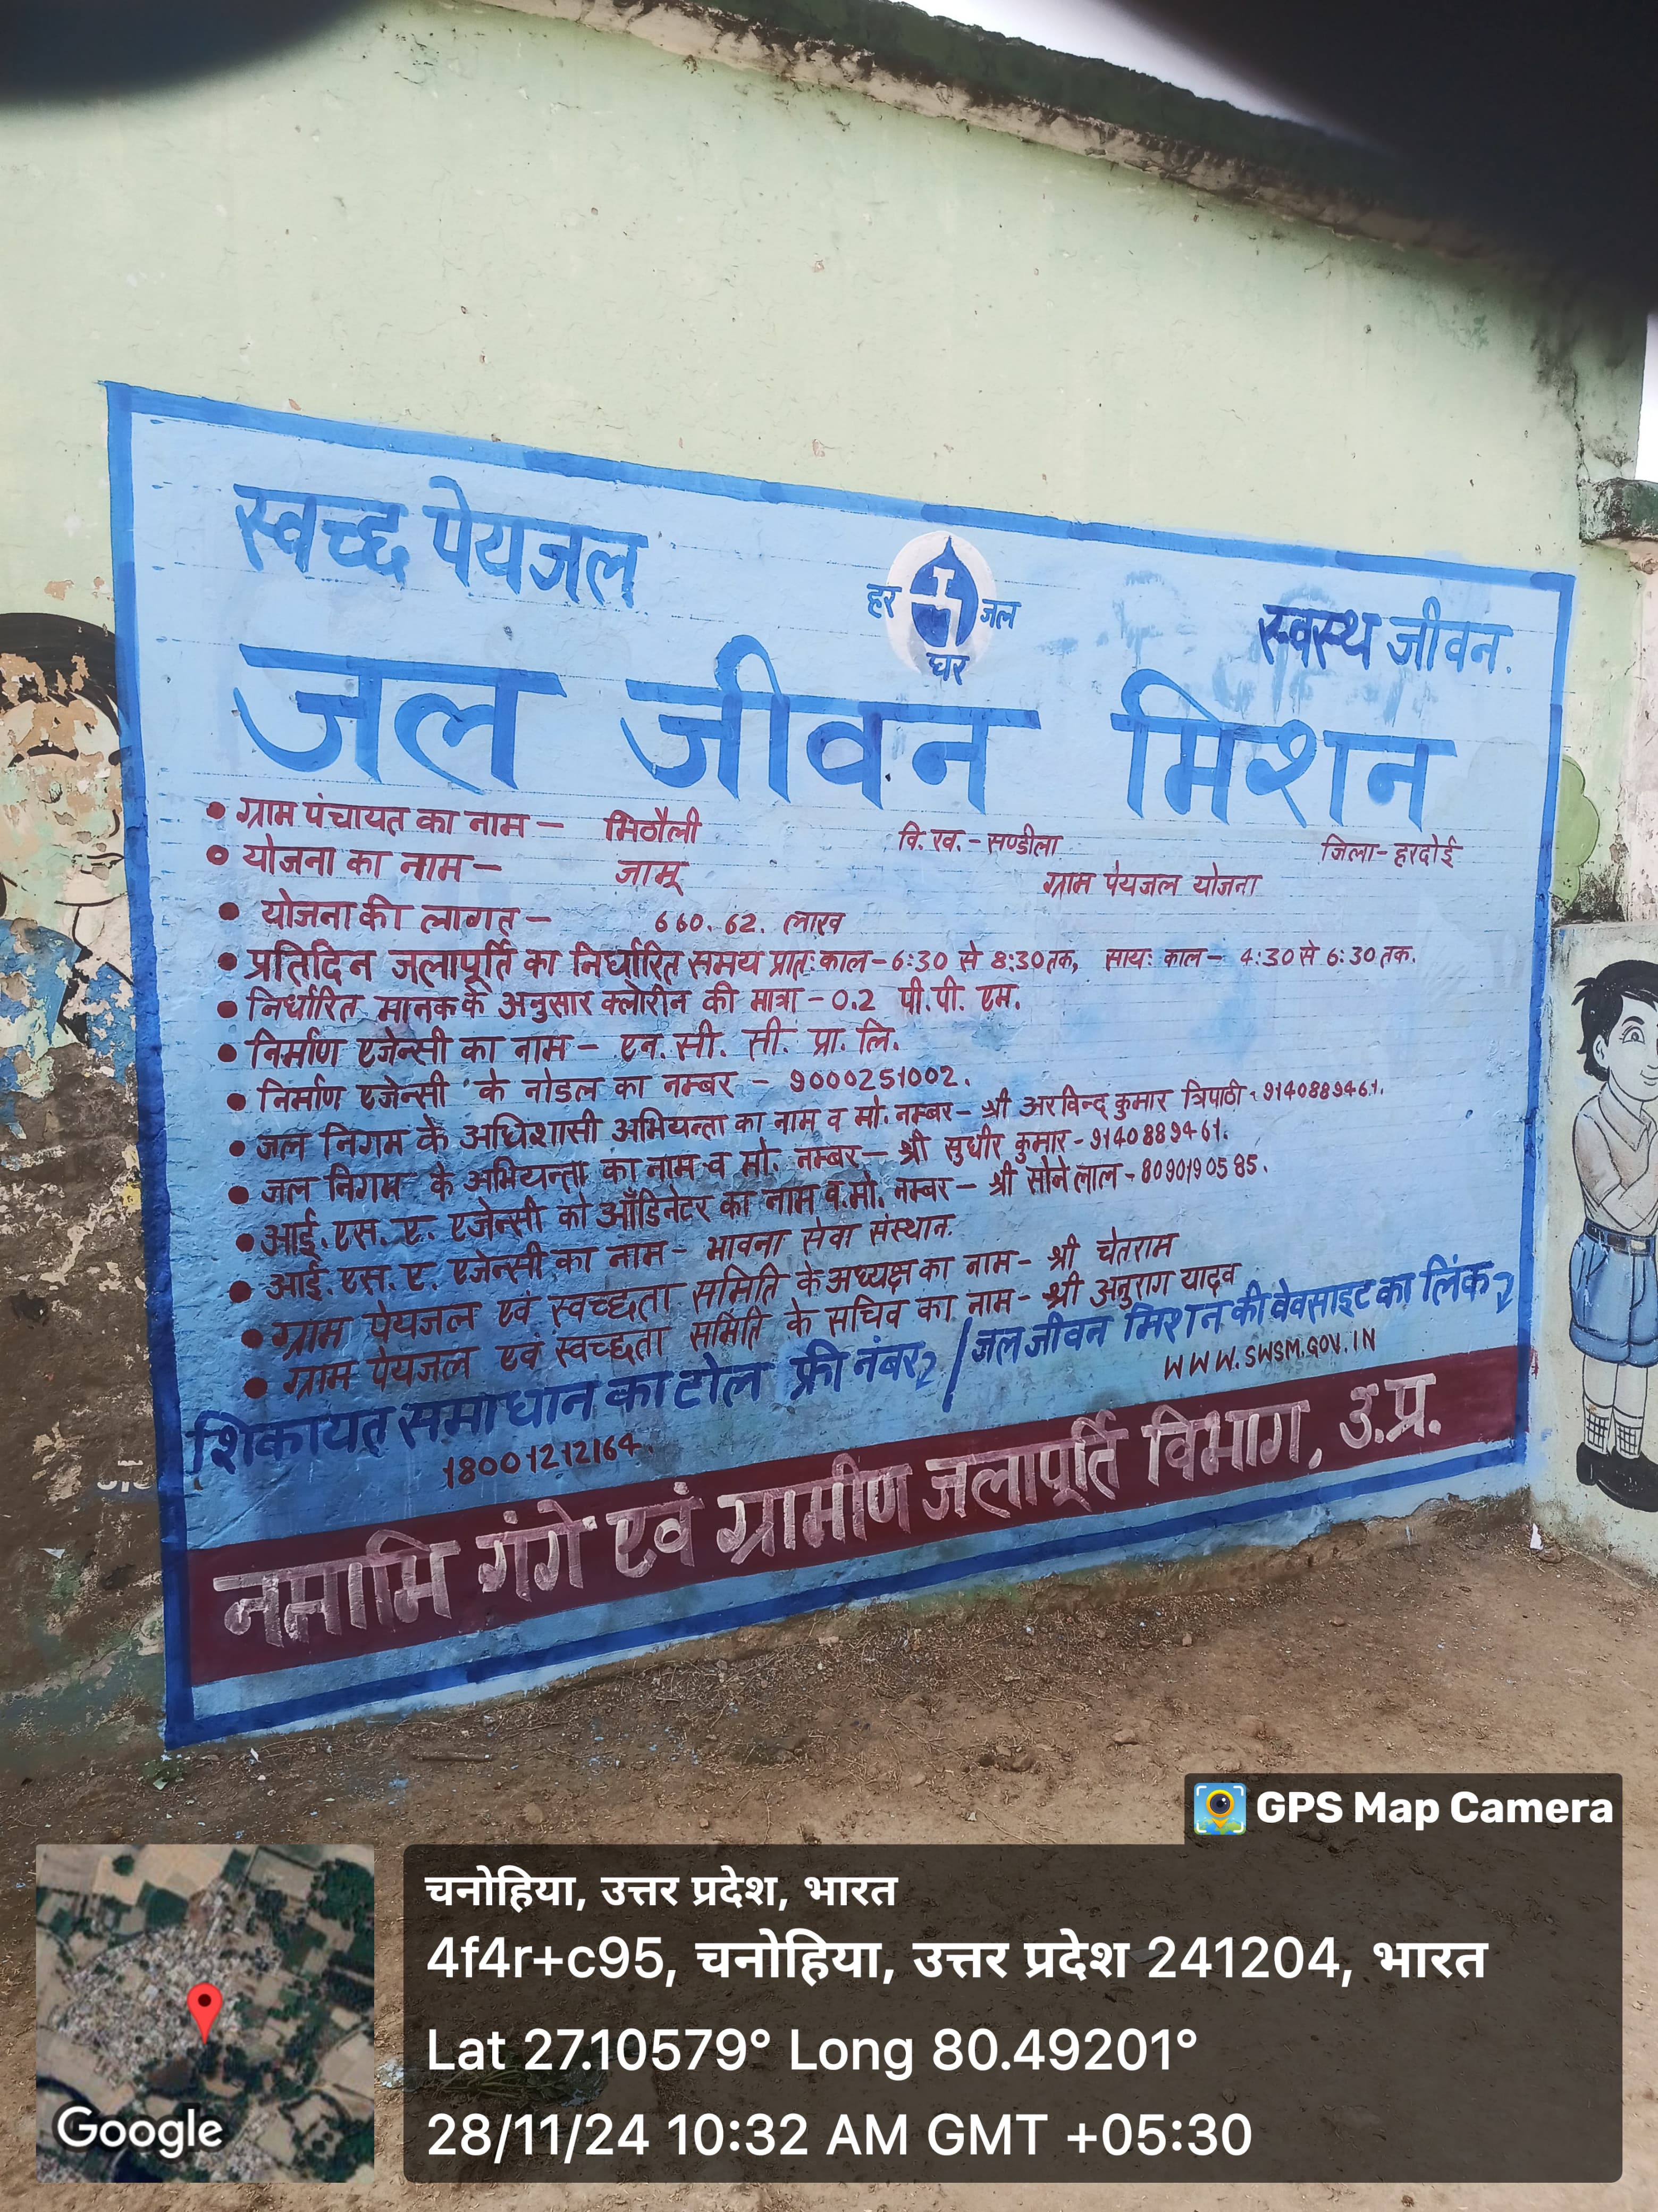 स्वच्छ पेयजल
हर जल
घर
स्वस्थ जीवन.
जल जीवन मिशन
• ग्राम पंचायत का नाम – मिठौली वि. ख. - सण्डीला जिला - हरदोई
• योजना का नाम – जामू ग्राम पेयजल योजना
• योजना की लागत – 660.62. लाख
• प्रतिदिन जलापूर्ति का निर्धारित समय प्रातःकाल - 6:30 से 8:30 तक, सायः काल - 4:30 से 6:30 तक.
• निर्धारित मानक के अनुसार क्लोरीन की मात्रा - 0.2 पी. पी. एम.
• निर्माण एजेन्सी का नाम – एन. सी. सी. प्रा. लि.
• निर्माण एजेन्सी के नोडल का नम्बर – 9000251002.
• जल निगम के अधिशासी अभियन्ता का नाम व मो. नम्बर – श्री अरविन्द कुमार त्रिपाठी - 9140889461.
• जल निगम के अभियन्ता का नाम व मो. नम्बर – श्री सुधीर कुमार - 9140889461.
• आई. एस. ए. एजेन्सी को ऑडिनेटर का नाम व मो. नम्बर – श्री सोने लाल - 8090190585.
• आई. एस. ए. एजेन्सी का नाम – भावना सेवा संस्थान.
• ग्राम पेयजल एवं स्वच्छता समिति के अध्यक्ष का नाम – श्री चेतराम
• ग्राम पेयजल एवं स्वच्छता समिति के सचिव का नाम – श्री अनुराग यादव
शिकायत समाधान का टोल फ्री नंबर / जल जीवन मिशन की वेवसाइट का लिंक
18001212164. WWW.SWSM.GOV.IN
नमामि गंगे एवं ग्रामीण जलापूर्ति विभाग, उ.प्र.
GPS Map Camera
चनोहिया, उत्तर प्रदेश, भारत
4f4r+c95, चनोहिया, उत्तर प्रदेश 241204, भारत
Lat 27.10579° Long 80.49201°
28/11/24 10:32 AM GMT +05:30
Google